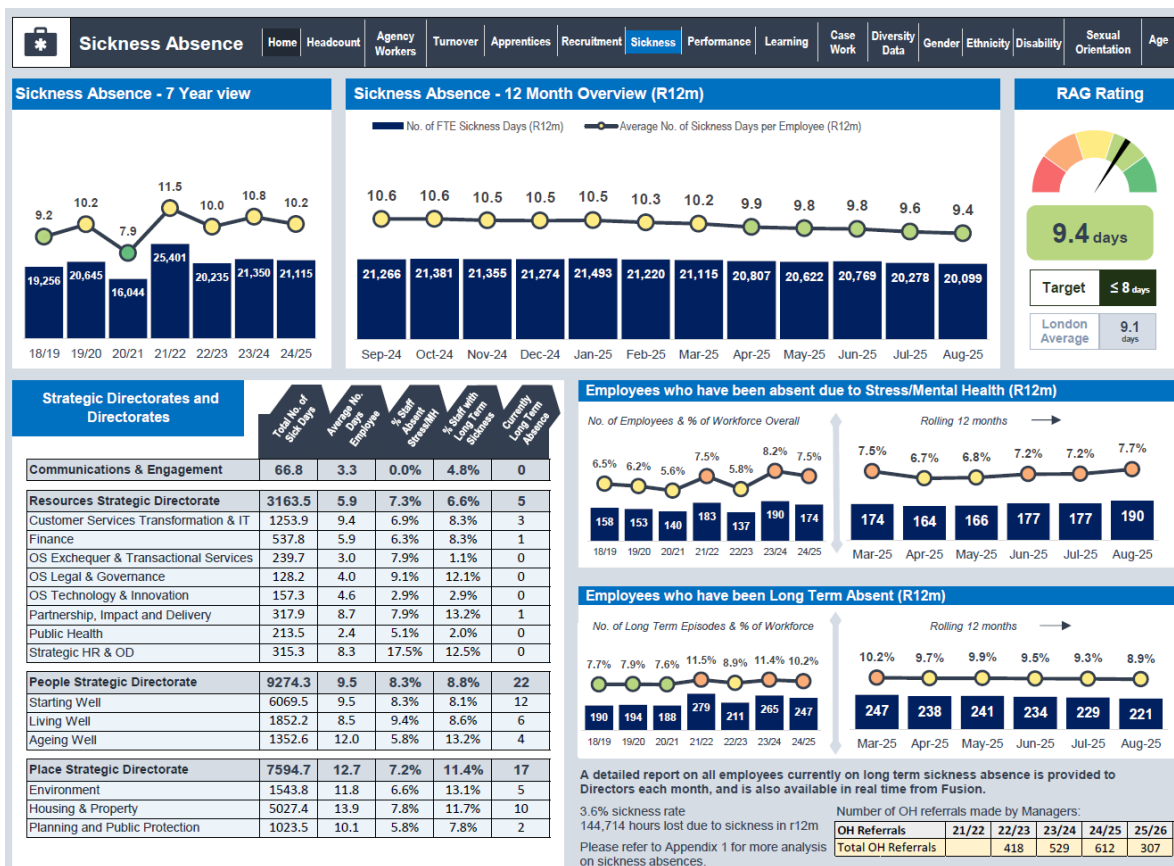 Sickness Absence
Home
Headcount
Agency
Workers
Turnover
Apprentices
Recruitment
Sickness
Performance
Learning
Case
Work
Diversity
Data
Gender
Ethnicity
Disability
Sexual
Orientation
Age
Sickness Absence - 7 Year view
9.2 10.2 7.9 11.5 10.0 10.8 10.2
19,256 20,645 16,044 25,401 20,235 21,350 21,115
18/19 19/20 20/21 21/22 22/23 23/24 24/25
Sickness Absence - 12 Month Overview (R12m)
No. of FTE Sickness Days (R12m) Average No. of Sickness Days per Employee (R12m)
10.6 10.6 10.5 10.5 10.5 10.3 10.2 9.9 9.8 9.8 9.6 9.4
21,266 21,381 21,355 21,274 21,493 21,220 21,115 20,807 20,622 20,769 20,278 20,099
Sep-24 Oct-24 Nov-24 Dec-24 Jan-25 Feb-25 Mar-25 Apr-25 May-25 Jun-25 Jul-25 Aug-25
RAG Rating
9.4 days
Target ≤ 8 days
London
Average
9.1
days
Strategic Directorates and
Directorates
Total No. of
Sick Days
Average No.
Days
Employee
% Staff
Absent
Stress/MH
% Staff with
Long Term
Sickness
Currently
Long Term
Absence
Communications & Engagement 66.8 3.3 0.0% 4.8% 0
Resources Strategic Directorate 3163.5 5.9 7.3% 6.6% 5
Customer Services Transformation & IT 1253.9 9.4 6.9% 8.3% 3
Finance 537.8 5.9 6.3% 8.3% 1
OS Exchequer & Transactional Services 239.7 3.0 7.9% 1.1% 0
OS Legal & Governance 128.2 4.0 9.1% 12.1% 0
OS Technology & Innovation 157.3 4.6 2.9% 2.9% 0
Partnership, Impact and Delivery 317.9 8.7 7.9% 13.2% 1
Public Health 213.5 2.4 5.1% 2.0% 0
Strategic HR & OD 315.3 8.3 17.5% 12.5% 0
People Strategic Directorate 9274.3 9.5 8.3% 8.8% 22
Starting Well 6069.5 9.5 8.3% 8.1% 12
Living Well 1852.2 8.5 9.4% 8.6% 6
Ageing Well 1352.6 12.0 5.8% 13.2% 4
Place Strategic Directorate 7594.7 12.7 7.2% 11.4% 17
Environment 1543.8 11.8 6.6% 13.1% 5
Housing & Property 5027.4 13.9 7.8% 11.7% 10
Planning and Public Protection 1023.5 10.1 5.8% 7.8% 2
Employees who have been absent due to Stress/Mental Health (R12m)
No. of Employees & % of Workforce Overall
6.5% 6.2% 5.6% 7.5% 5.8% 8.2% 7.5%
158 153 140 183 137 190 174
18/19 19/20 20/21 21/22 22/23 23/24 24/25
Rolling 12 months
7.5% 6.7% 6.8% 7.2% 7.2% 7.7%
174 164 166 177 177 190
Mar-25 Apr-25 May-25 Jun-25 Jul-25 Aug-25
Employees who have been Long Term Absent (R12m)
No. of Long Term Episodes & % of Workforce
7.7% 7.9% 7.6% 11.5% 8.9% 11.4% 10.2%
190 194 188 279 211 265 247
18/19 19/20 20/21 21/22 22/23 23/24 24/25
Rolling 12 months
10.2% 9.7% 9.9% 9.5% 9.3% 8.9%
247 238 241 234 229 221
Mar-25 Apr-25 May-25 Jun-25 Jul-25 Aug-25
A detailed report on all employees currently on long term sickness absence is provided to
Directors each month, and is also available in real time from Fusion.
3.6% sickness rate
144,714 hours lost due to sickness in r12m
Please refer to Appendix 1 for more analysis
on sickness absences.
Number of OH referrals made by Managers:
OH Referrals 21/22 22/23 23/24 24/25 25/26
Total OH Referrals 418 529 612 307